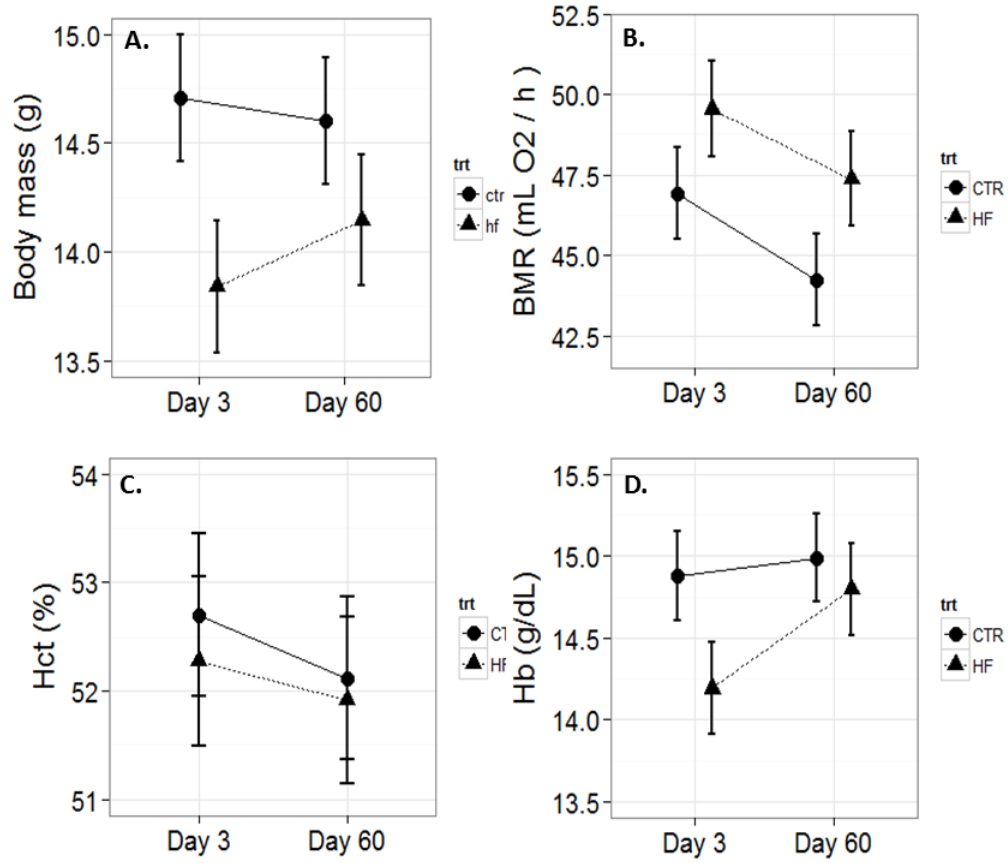 A.
Body mass (g)
15.0
14.5
14.0
13.5
Day 3
Day 60
trt
ctr
hf
B.
BMR (mL O2 / h)
52.5
50.0
47.5
45.0
42.5
Day 3
Day 60
trt
CTR
HF
C.
Hct (%)
54
53
52
51
Day 3
Day 60
trt
CT
HF
D.
Hb (g/dL)
15.5
15.0
14.5
14.0
13.5
Day 3
Day 60
trt
CTR
HF